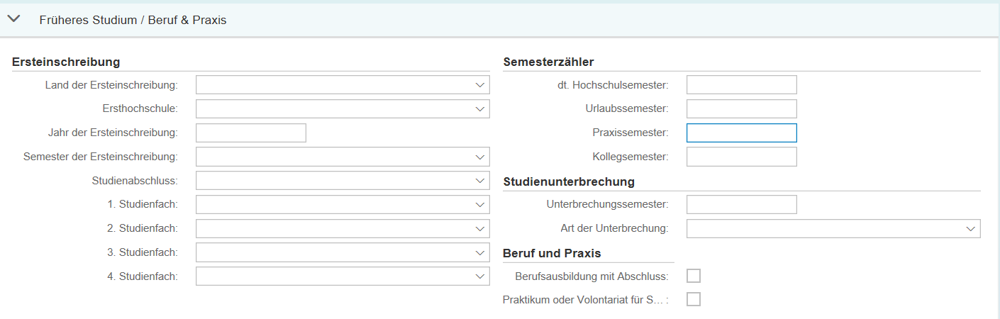 Früheres Studium / Beruf & Praxis
Ersteinschreibung
Land der Ersteinschreibung:
Ersthochschule:
Jahr der Ersteinschreibung:
Semester der Ersteinschreibung:
Studienabschluss:
1. Studienfach:
2. Studienfach:
3. Studienfach:
4. Studienfach:
Semesterzähler
dt. Hochschulsemester:
Urlaubssemester:
Praxissemester:
Kollegsemester:
Studienunterbrechung
Unterbrechungssemester:
Art der Unterbrechung:
Beruf und Praxis
Berufsausbildung mit Abschluss:
Praktikum oder Volontariat für S... :